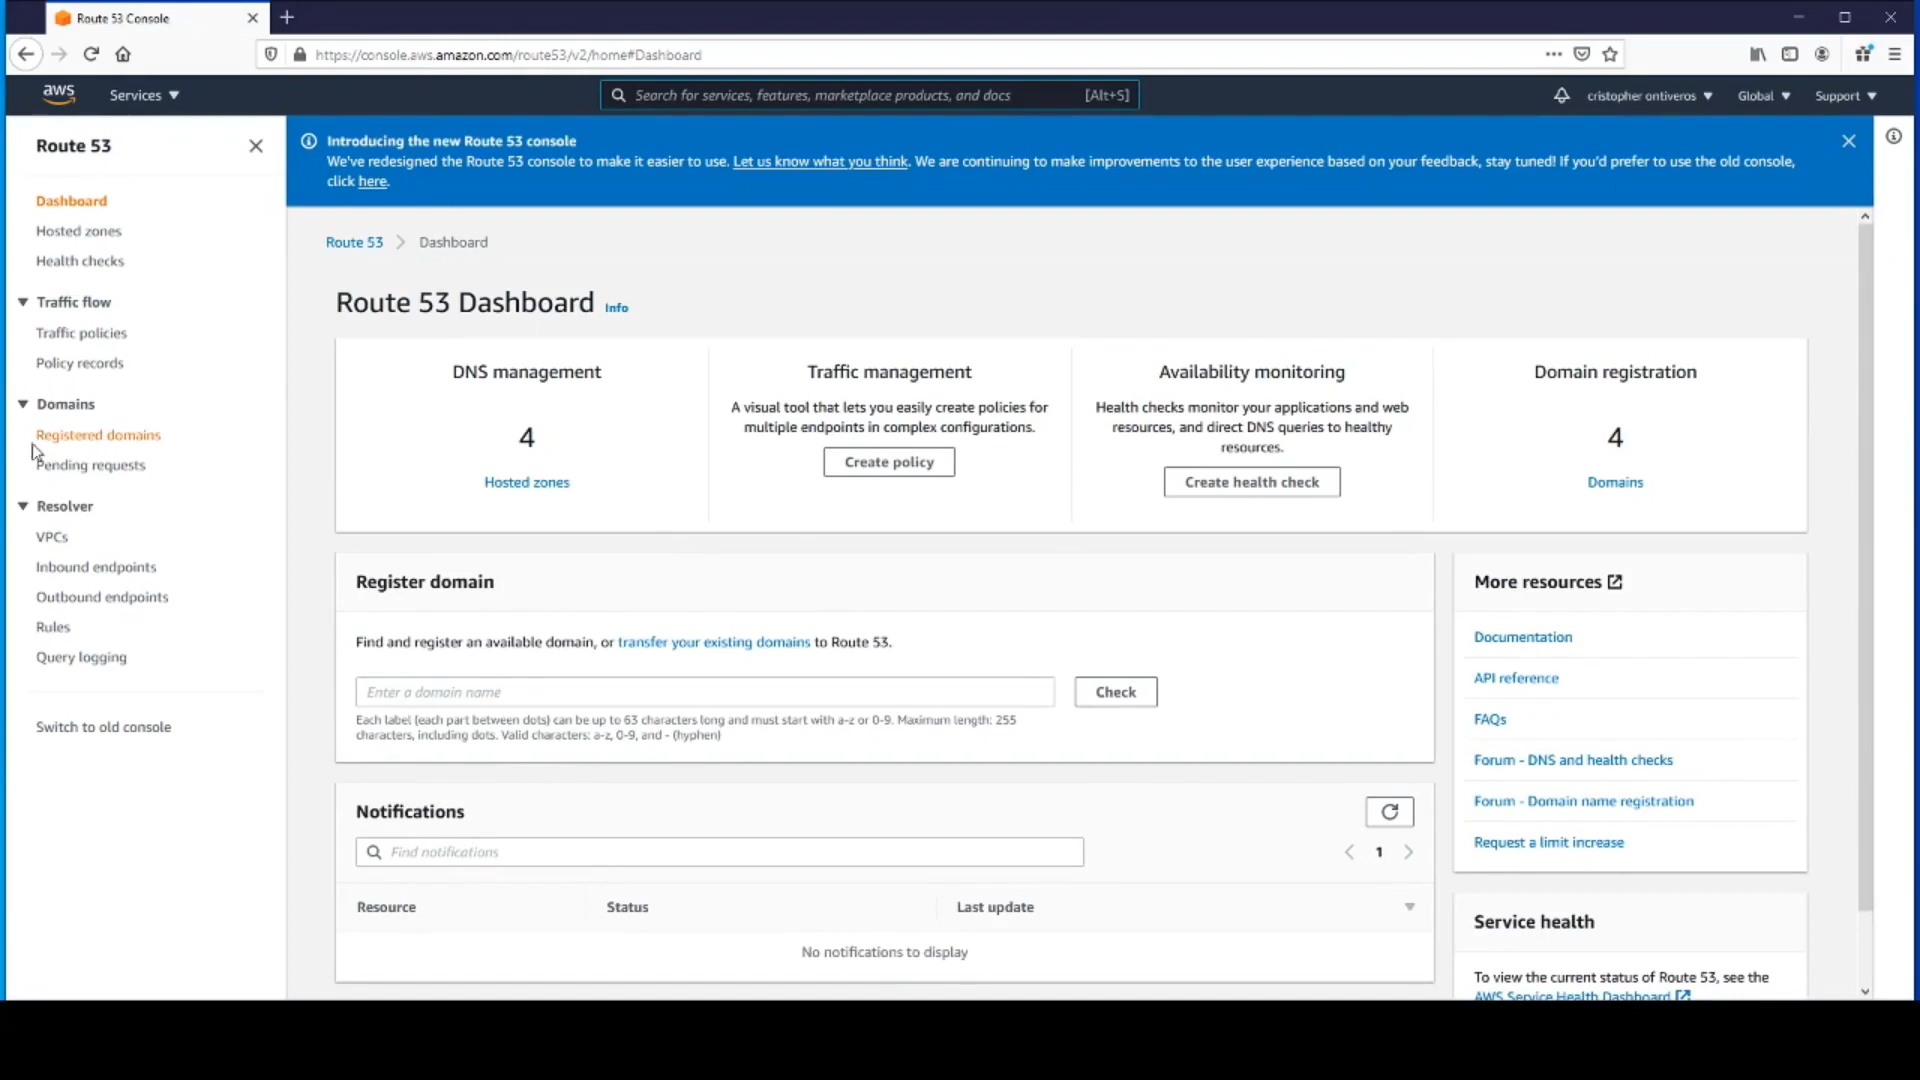 Route 53 Console
https://console.aws.amazon.com/route53/v2/home#Dashboard
aws
Services
Search for services, features, marketplace products, and docs
[Alt+S]
cristopher ontiveros
Global
Support
Route 53
Dashboard
Hosted zones
Health checks
Traffic flow
Traffic policies
Policy records
Domains
Registered domains
Pending requests
Resolver
VPCs
Inbound endpoints
Outbound endpoints
Rules
Query logging
Switch to old console
Introducing the new Route 53 console
We've redesigned the Route 53 console to make it easier to use. Let us know what you think. We are continuing to make improvements to the user experience based on your feedback, stay tuned! If you'd prefer to use the old console,
click here.
Route 53 > Dashboard
Route 53 Dashboard Info
DNS management
4
Hosted zones
Traffic management
A visual tool that lets you easily create policies for
multiple endpoints in complex configurations.
Create policy
Availability monitoring
Health checks monitor your applications and web
resources, and direct DNS queries to healthy
resources.
Create health check
Domain registration
4
Domains
Register domain
Find and register an available domain, or transfer your existing domains to Route 53.
Enter a domain name
Check
Each label (each part between dots) can be up to 63 characters long and must start with a-z or 0-9. Maximum length: 255
characters, including dots. Valid characters: a-z, 0-9, and - (hyphen)
Notifications
Find notifications
1
Resource
Status
Last update
No notifications to display
More resources
Documentation
API reference
FAQs
Forum - DNS and health checks
Forum - Domain name registration
Request a limit increase
Service health
To view the current status of Route 53, see the
AWS Service Health Dashboard